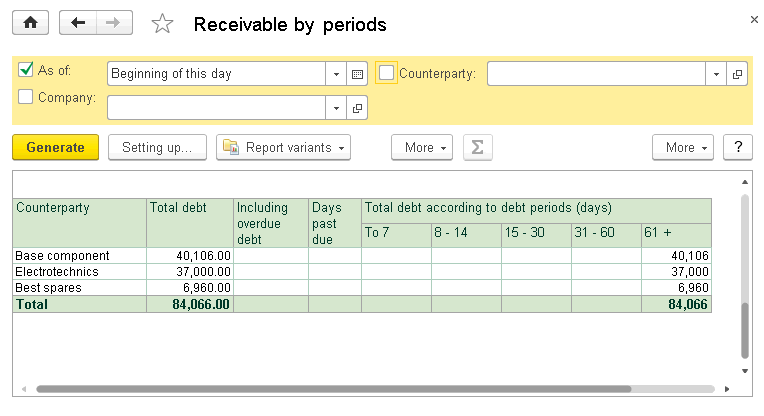 Receivable by periods
As of: Beginning of this day Counterparty:
Company:
Generate Setting up... Report variants More Σ More ?
Counterparty Total debt Including overdue debt Days past due Total debt according to debt periods (days)
To 7 8 - 14 15 - 30 31 - 60 61 +
Base component 40,106.00 40,106
Electrotechnics 37,000.00 37,000
Best spares 6,960.00 6,960
Total 84,066.00 84,066